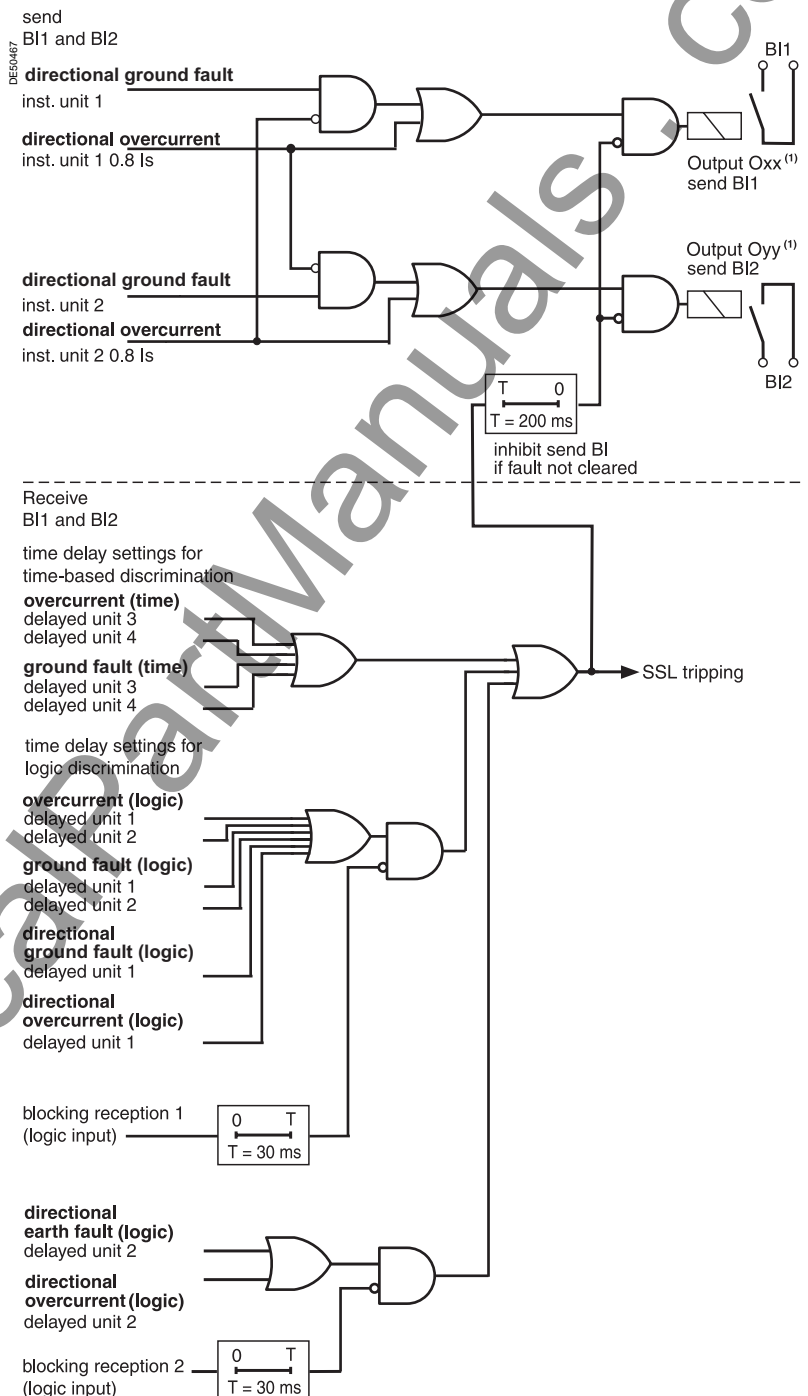 send
BI1 and BI2
DE50467
directional ground fault
inst. unit 1
directional overcurrent
inst. unit 1 0.8 Is
BI1
Output Oxx (1)
send BI1
directional ground fault
inst. unit 2
directional overcurrent
inst. unit 2 0.8 Is
Output Oyy (1)
send BI2
BI2
T 0
T = 200 ms
inhibit send BI
if fault not cleared
Receive
BI1 and BI2
time delay settings for
time-based discrimination
overcurrent (time)
delayed unit 3
delayed unit 4
ground fault (time)
delayed unit 3
delayed unit 4
SSL tripping
time delay settings for
logic discrimination
overcurrent (logic)
delayed unit 1
delayed unit 2
ground fault (logic)
delayed unit 1
delayed unit 2
directional
ground fault (logic)
delayed unit 1
directional
overcurrent (logic)
delayed unit 1
blocking reception 1
(logic input)
0 T
T = 30 ms
directional
earth fault (logic)
delayed unit 2
directional
overcurrent (logic)
delayed unit 2
blocking reception 2
(logic input)
0 T
T = 30 ms
calPartManuals . co